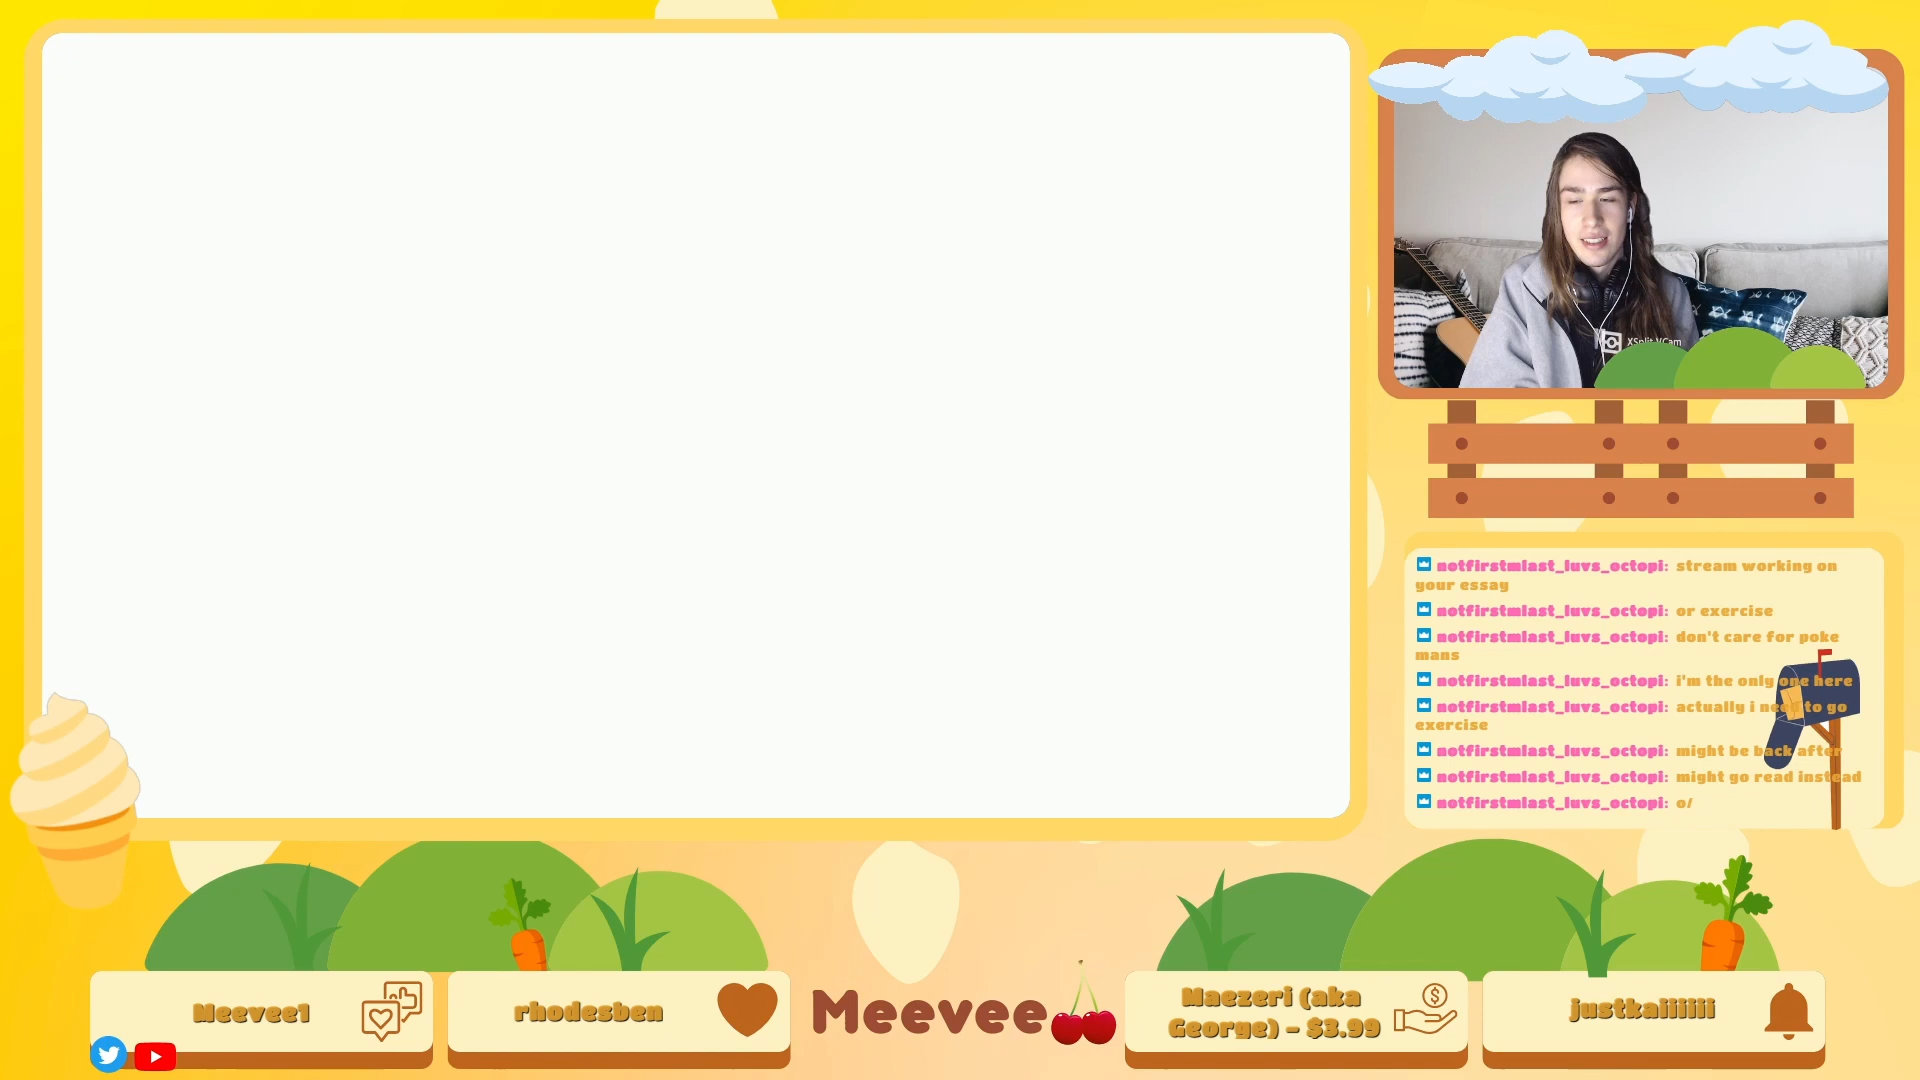 XSplit VCam
notfirstmlast_luvs_octopi: stream working on
your essay
notfirstmlast_luvs_octopi: or exercise
notfirstmlast_luvs_octopi: don't care for poke
mans
notfirstmlast_luvs_octopi: i'm the only one here
notfirstmlast_luvs_octopi: actually i need to go
exercise
notfirstmlast_luvs_octopi: might be back after
notfirstmlast_luvs_octopi: might go read instead
notfirstmlast_luvs_octopi: o/
Meevee1
rhodesben
Meevee
Maezeri (aka
George) - $3.99
justkaiiiiii